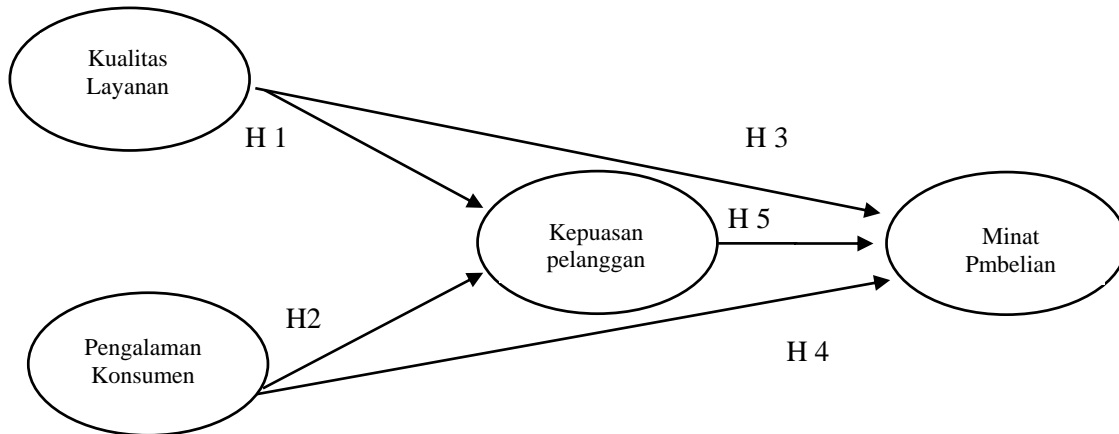 Kualitas
Layanan
H 1
H 3
Kepuasan
pelanggan
H 5
Minat
Pmbelian
H2
Pengalaman
Konsumen
H 4